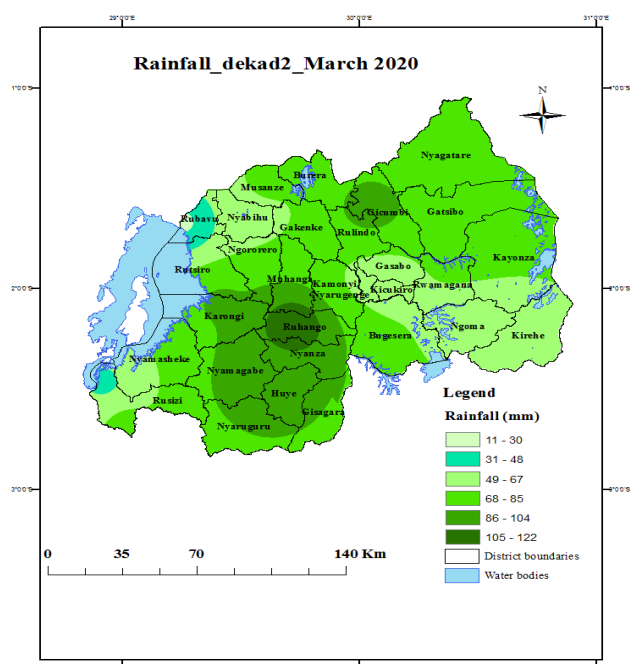 29°0'0"E 30°0'0"E 31°0'0"E
Rainfall_dekad2_March 2020
1°0'0"S
N
Nyagatare
Burera
Musanze
Rubavu
Nyabihu
Gicumbi
Gatsibo
Gakenke
Rulindo
Ngororero
Kayonza
Rutsiro
Gasabo
Muhanga
Kamonyi
Rwamagana
2°0'0"S
Kicukiro
Nyarugenge
Karongi
Ruhango
Ngoma
Bugesera
Kirehe
Nyamasheke
Nyanza
Nyamagabe
Huye
Rusizi
Gisagara
Nyaruguru
Legend
Rainfall (mm)
11 - 30
31 - 48
49 - 67
68 - 85
86 - 104
105 - 122
District boundaries
Water bodies
3°0'0"S
0 35 70 140 Km
29°0'0"E 30°0'0"E 31°0'0"E